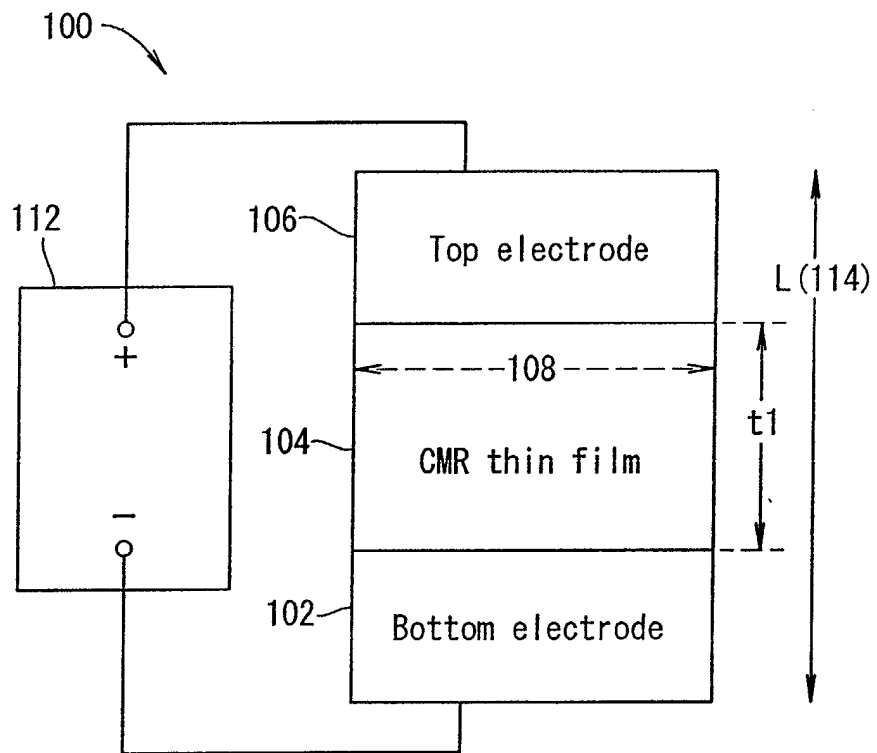 100
112
+
−
106
Top electrode
L(114)
108
t1
104
CMR thin film
102
Bottom electrode